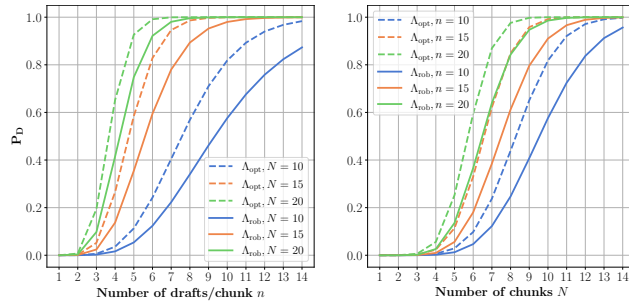 P_D
1.0
0.8
0.6
0.4
0.2
0.0
Λ_opt, N = 10
Λ_opt, N = 15
Λ_opt, N = 20
Λ_rob, N = 10
Λ_rob, N = 15
Λ_rob, N = 20
1 2 3 4 5 6 7 8 9 10 11 12 13 14
Number of drafts/chunk n
1.0
0.8
0.6
0.4
0.2
0.0
Λ_opt, n = 10
Λ_opt, n = 15
Λ_opt, n = 20
Λ_rob, n = 10
Λ_rob, n = 15
Λ_rob, n = 20
1 2 3 4 5 6 7 8 9 10 11 12 13 14
Number of chunks N